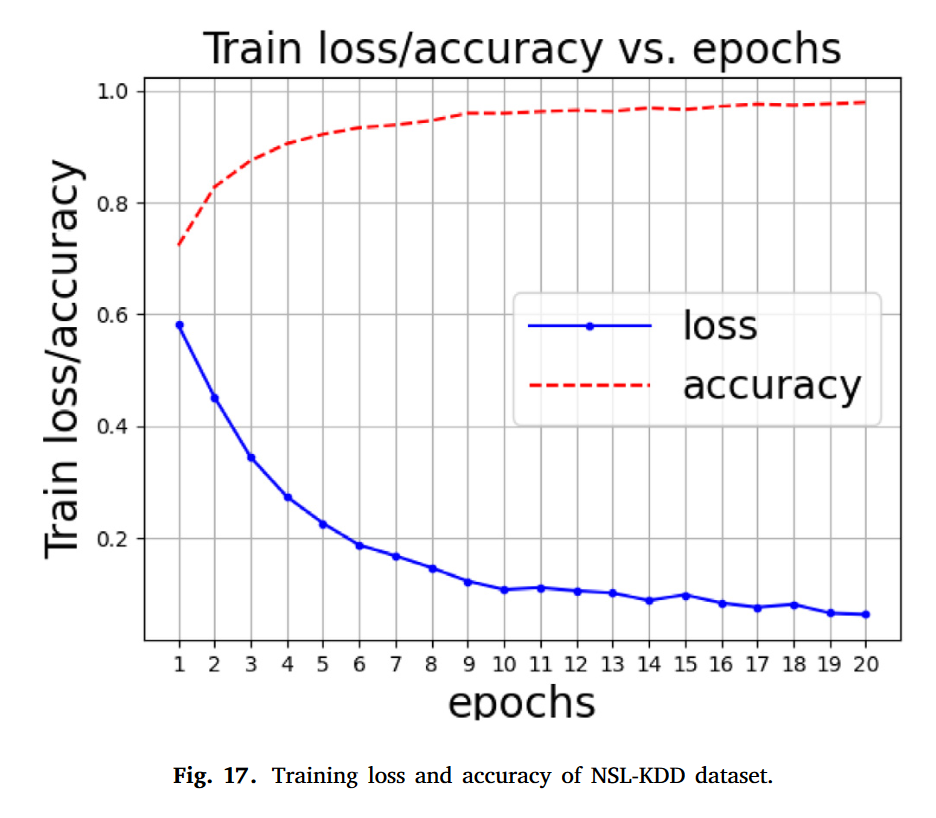 Train loss/accuracy vs. epochs
Train loss/accuracy
1.0
0.8
0.6
0.4
0.2
loss
accuracy
1 2 3 4 5 6 7 8 9 10 11 12 13 14 15 16 17 18 19 20
epochs
Fig. 17. Training loss and accuracy of NSL-KDD dataset.